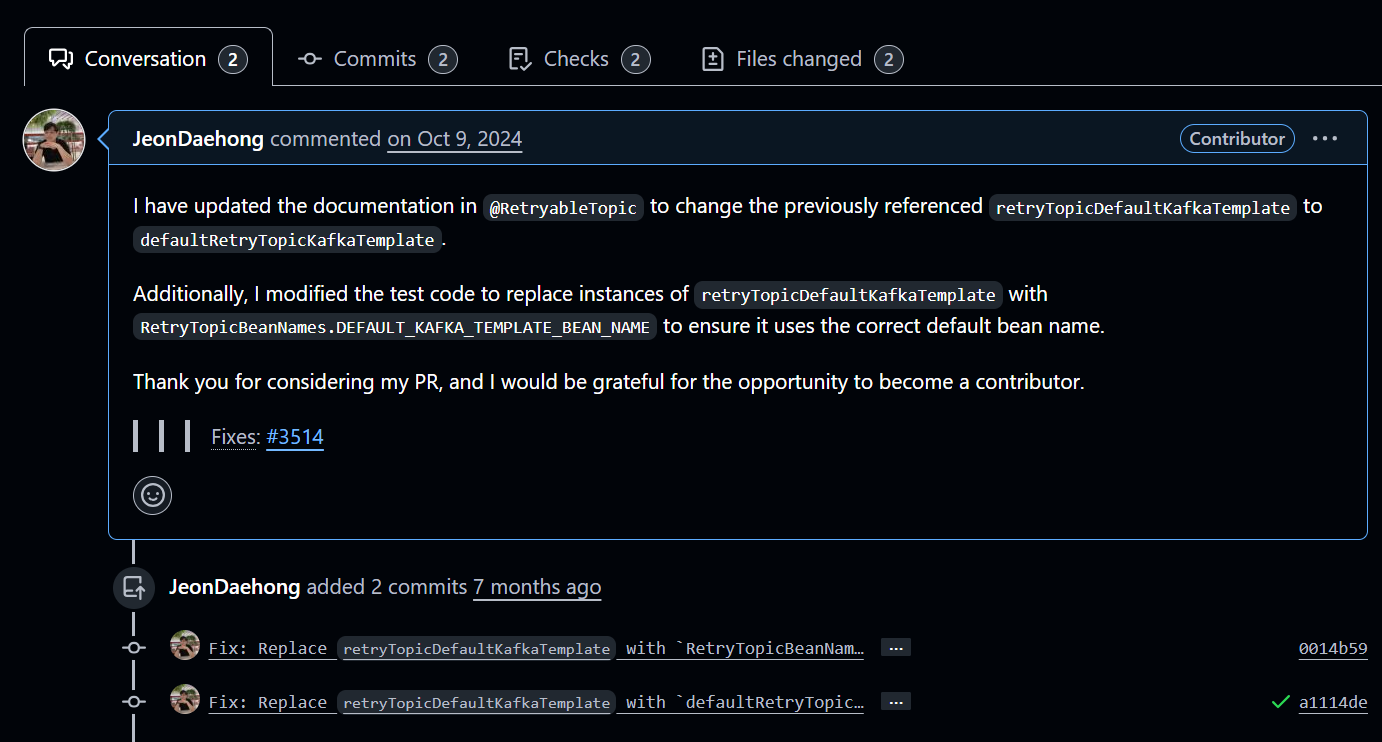 Conversation 2 Commits 2 Checks 2 Files changed 2
JeonDaehong commented on Oct 9, 2024 Contributor ...
I have updated the documentation in @RetryableTopic to change the previously referenced retryTopicDefaultKafkaTemplate to
defaultRetryTopicKafkaTemplate.
Additionally, I modified the test code to replace instances of retryTopicDefaultKafkaTemplate with
RetryTopicBeanNames.DEFAULT_KAFKA_TEMPLATE_BEAN_NAME to ensure it uses the correct default bean name.
Thank you for considering my PR, and I would be grateful for the opportunity to become a contributor.
Fixes: #3514
JeonDaehong added 2 commits 7 months ago
Fix: Replace retryTopicDefaultKafkaTemplate with `RetryTopicBeanNam… ... 0014b59
Fix: Replace retryTopicDefaultKafkaTemplate with `defaultRetryTopic… ... a1114de